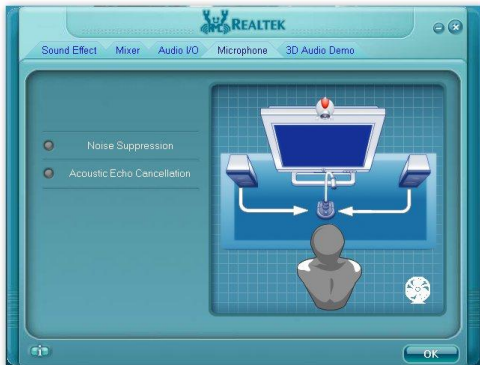 REALTEK
Sound Effect Mixer Audio I/O Microphone 3D Audio Demo
Noise Suppression
Acoustic Echo Cancellation
i
OK